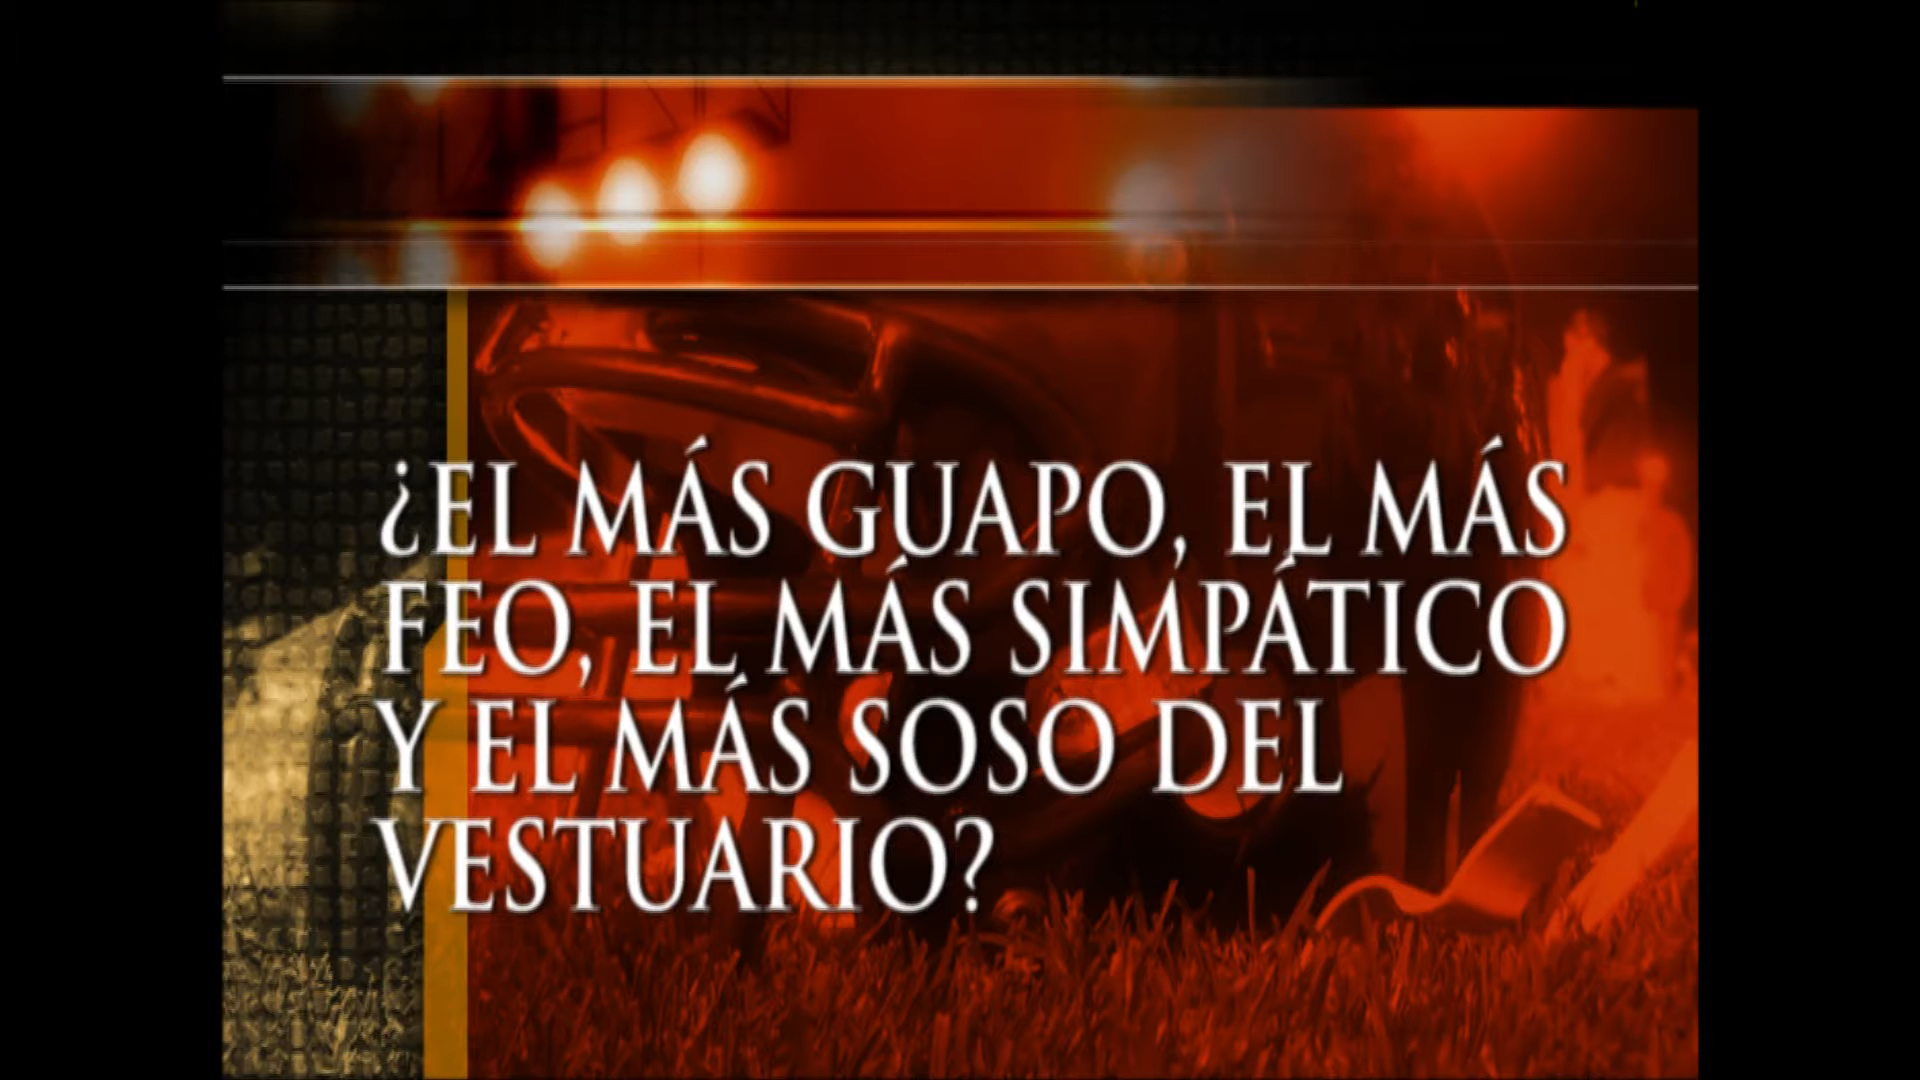 ¿EL MÁS GUAPO, EL MÁS
FEO, EL MÁS SIMPÁTICO
Y EL MÁS SOSO DEL
VESTUARIO?